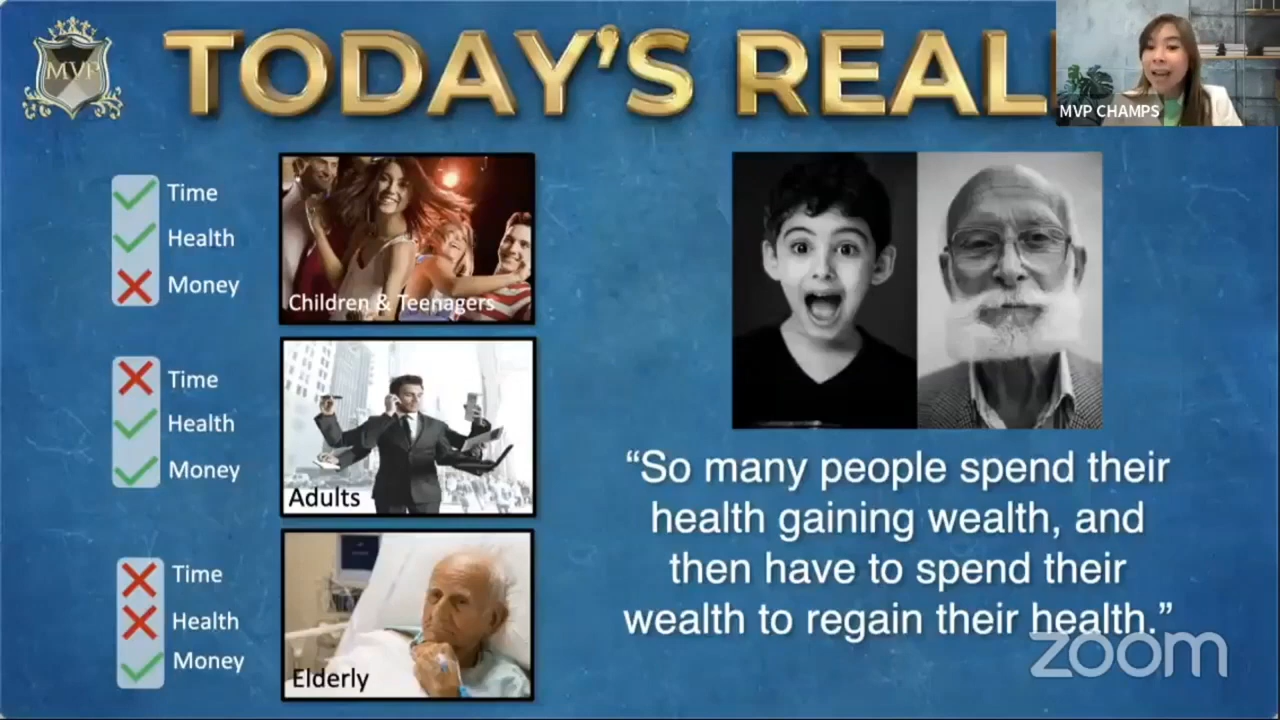 MVP
TODAY'S REAL
MVP CHAMPS
Time
Health
Money
Children & Teenagers
Time
Health
Money
Adults
Time
Health
Money
Elderly
“So many people spend their
health gaining wealth, and
then have to spend their
wealth to regain their health.”
zoom